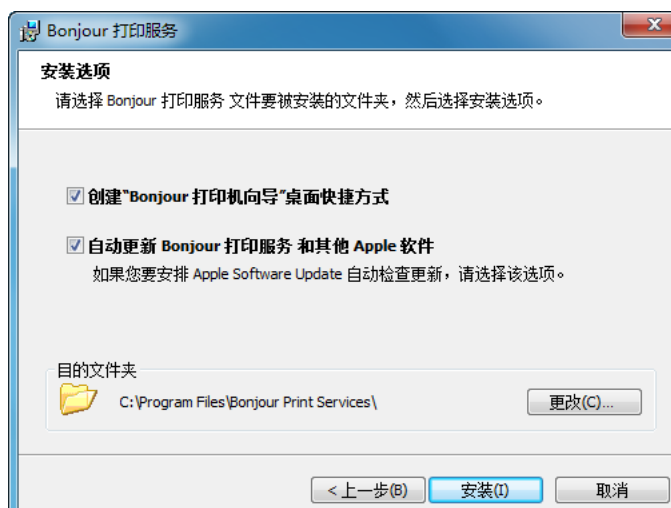 Bonjour 打印服务
安装选项
请选择 Bonjour 打印服务 文件要被安装的文件夹，然后选择安装选项。
创建"Bonjour 打印机向导"桌面快捷方式
自动更新 Bonjour 打印服务 和其他 Apple 软件
如果您要安排 Apple Software Update 自动检查更新，请选择该选项。
目的文件夹
C:\Program Files\Bonjour Print Services\
更改(C)...
< 上一步(B)
安装(I)
取消